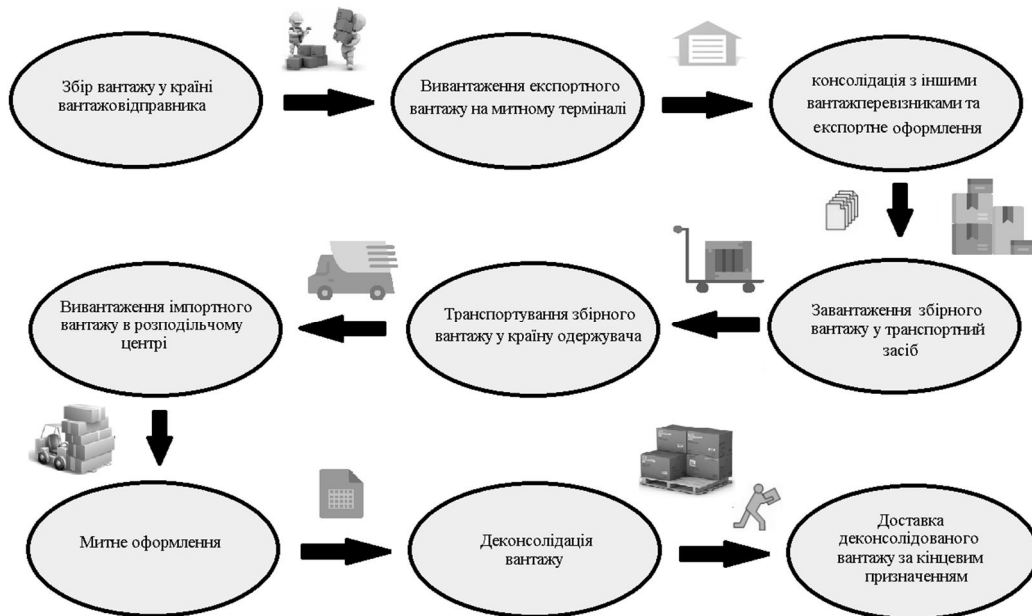 Збір вантажу у країні
вантажовідправника
Вивантаження експортного
вантажу на митному терміналі
консолідація з іншими
вантажперевізниками та
експортне оформлення
Завантаження збірного
вантажу у транспортний
засіб
Транспортування збірного
вантажу у країну одержувача
Вивантаження імпортного
вантажу в розподільчому
центрі
Митне оформлення
Деконсолідація
вантажу
Доставка
деконсолідованого
вантажу за кінцевим
призначенням